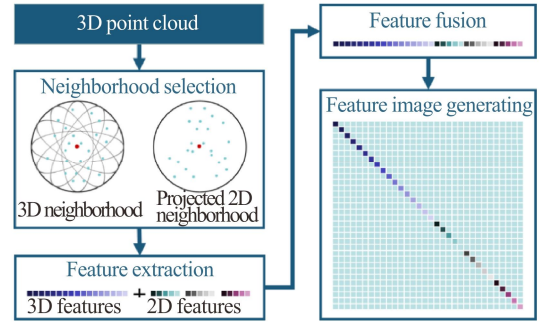 3D point cloud
Neighborhood selection
3D neighborhood
Projected 2D
neighborhood
Feature extraction
+
3D features
2D features
Feature fusion
Feature image generating